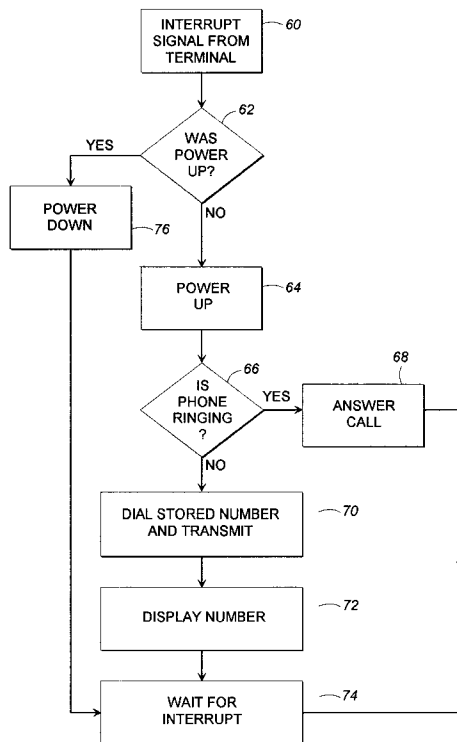 INTERRUPT
SIGNAL FROM
TERMINAL
60
62
WAS
POWER
UP?
YES
NO
POWER
DOWN
76
POWER
UP
64
66
IS
PHONE
RINGING
?
YES
NO
68
ANSWER
CALL
DIAL STORED NUMBER
AND TRANSMIT
70
DISPLAY NUMBER
72
WAIT FOR
INTERRUPT
74